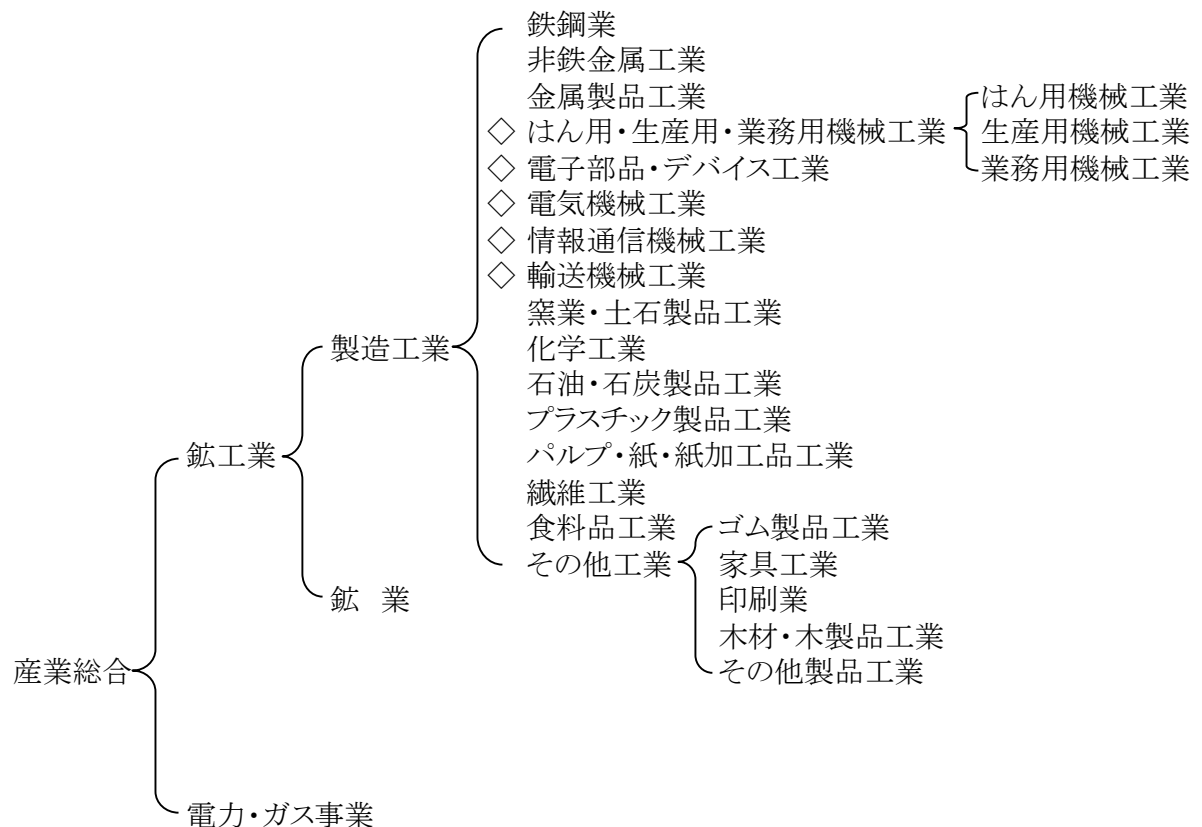 鉄鋼業
非鉄金属工業
金属製品工業
◇ はん用・生産用・業務用機械工業
はん用機械工業
生産用機械工業
業務用機械工業
◇ 電子部品・デバイス工業
◇ 電気機械工業
◇ 情報通信機械工業
◇ 輸送機械工業
窯業・土石製品工業
製造工業
化学工業
石油・石炭製品工業
プラスチック製品工業
鉱工業
パルプ・紙・紙加工品工業
繊維工業
食料品工業
その他工業
ゴム製品工業
家具工業
印刷業
木材・木製品工業
その他製品工業
鉱 業
産業総合
電力・ガス事業